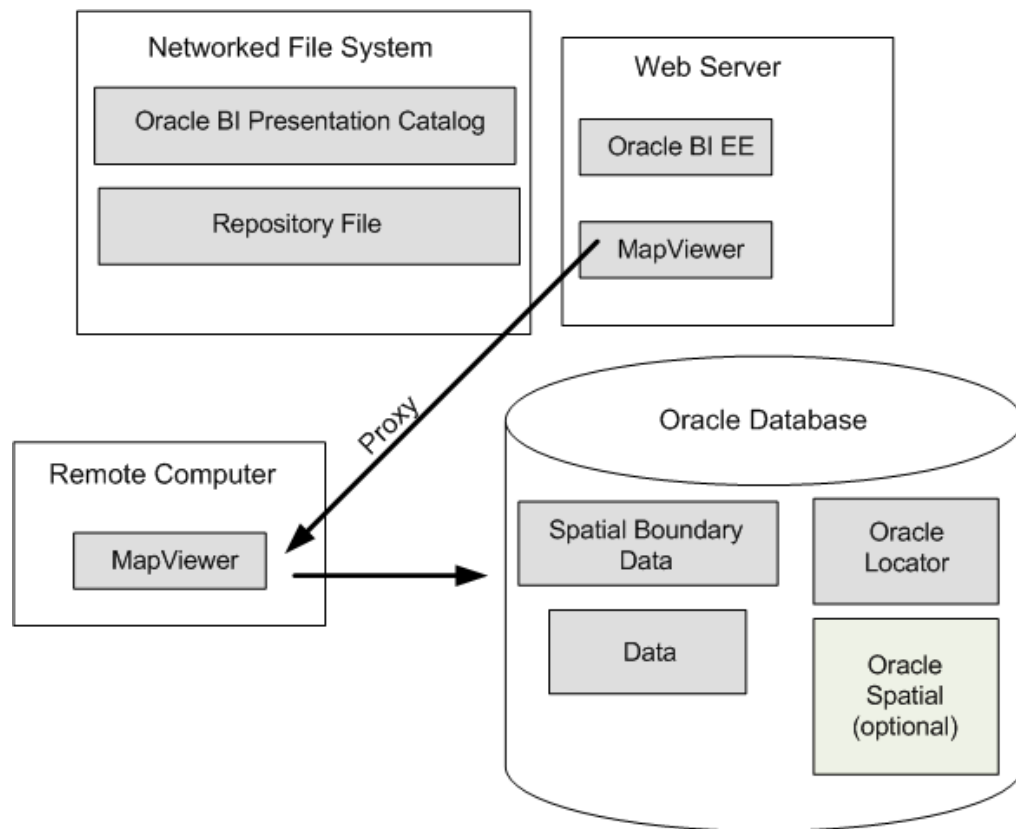 Networked File System
Oracle BI Presentation Catalog
Repository File
Web Server
Oracle BI EE
MapViewer
Proxy
Remote Computer
MapViewer
Oracle Database
Spatial Boundary
Data
Oracle
Locator
Data
Oracle
Spatial
(optional)